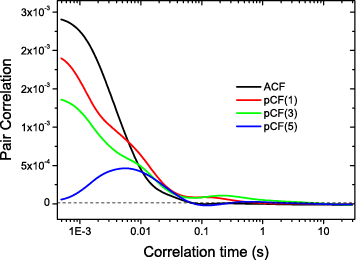 3x10⁻³
2x10⁻³
2x10⁻³
1x10⁻³
5x10⁻⁴
0
Pair Correlation
ACF
pCF(1)
pCF(3)
pCF(5)
1E-3 0.01 0.1 1 10
Correlation time (s)